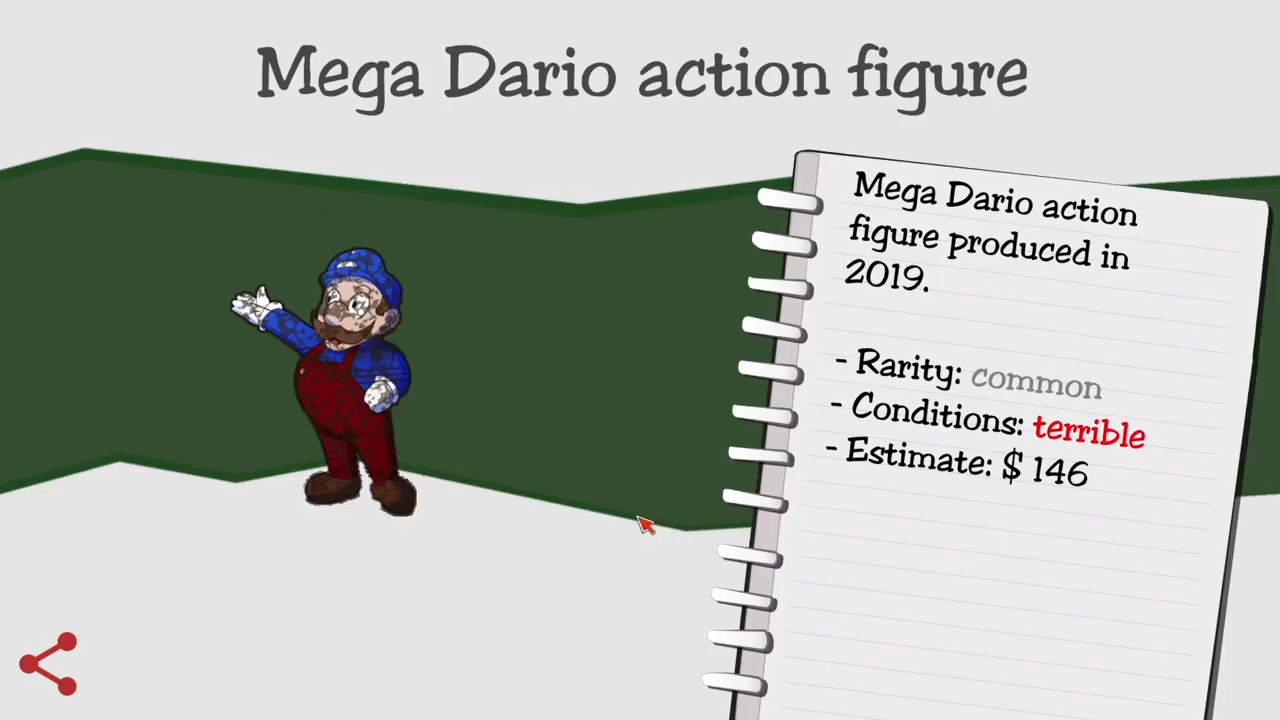 Mega Dario action figure
Mega Dario action
figure produced in
2019.
- Rarity: common
- Conditions: terrible
- Estimate: $ 146